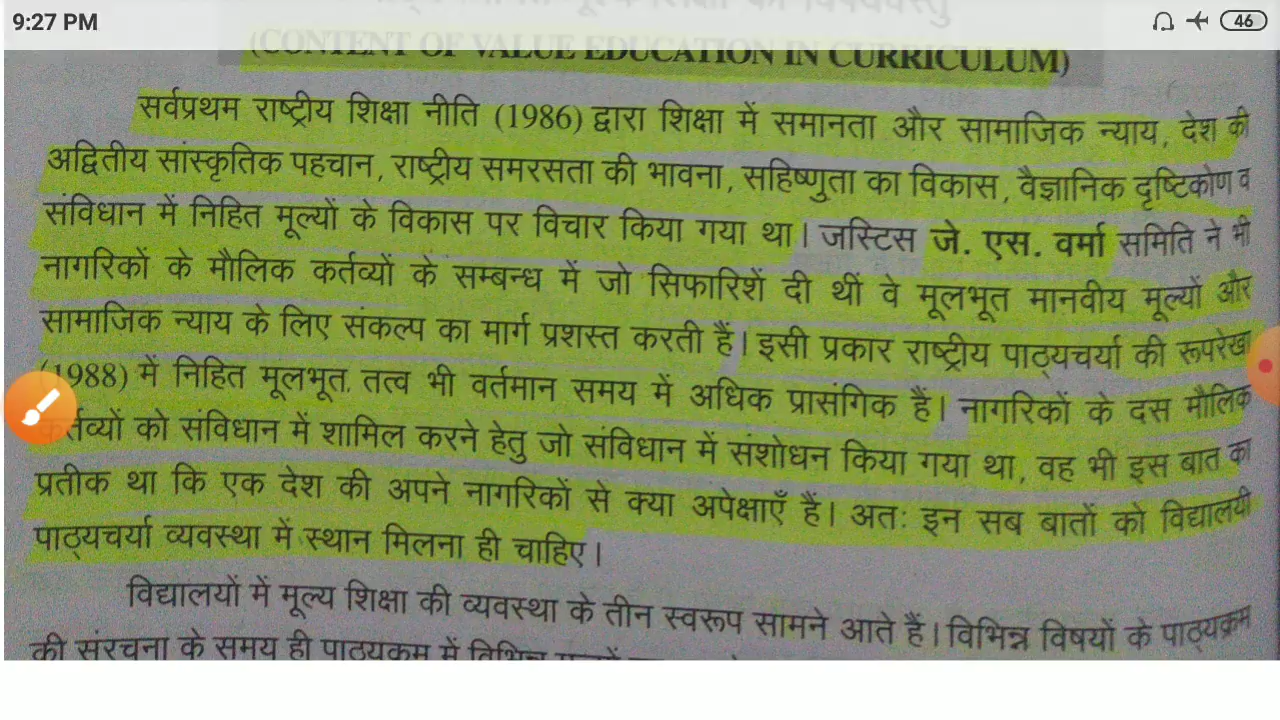 9:27 PM
46
(CONTENT OF VALUE EDUCATION IN CURRICULUM)
सर्वप्रथम राष्ट्रीय शिक्षा नीति (1986) द्वारा शिक्षा में समानता और सामाजिक न्याय, देश की
अद्वितीय सांस्कृतिक पहचान, राष्ट्रीय समरसता की भावना, सहिष्णुता का विकास, वैज्ञानिक दृष्टिकोण व
संविधान में निहित मूल्यों के विकास पर विचार किया गया था। जस्टिस जे. एस. वर्मा समिति ने भी
नागरिकों के मौलिक कर्तव्यों के सम्बन्ध में जो सिफारिशें दी थीं वे मूलभूत मानवीय मूल्यों और
सामाजिक न्याय के लिए संकल्प का मार्ग प्रशस्त करती हैं। इसी प्रकार राष्ट्रीय पाठ्यचर्या की रूपरेखा
(1988) में निहित मूलभूत तत्व भी वर्तमान समय में अधिक प्रासंगिक हैं। नागरिकों के दस मौलिक
कर्तव्यों को संविधान में शामिल करने हेतु जो संविधान में संशोधन किया गया था, वह भी इस बात का
प्रतीक था कि एक देश की अपने नागरिकों से क्या अपेक्षाएँ हैं। अतः इन सब बातों को विद्यालयी
पाठ्यचर्या व्यवस्था में स्थान मिलना ही चाहिए।
विद्यालयों में मूल्य शिक्षा की व्यवस्था के तीन स्वरूप सामने आते हैं। विभिन्न विषयों के पाठ्यक्रम
की संरचना के समय ही पाठ्यक्रम में विभिन्न